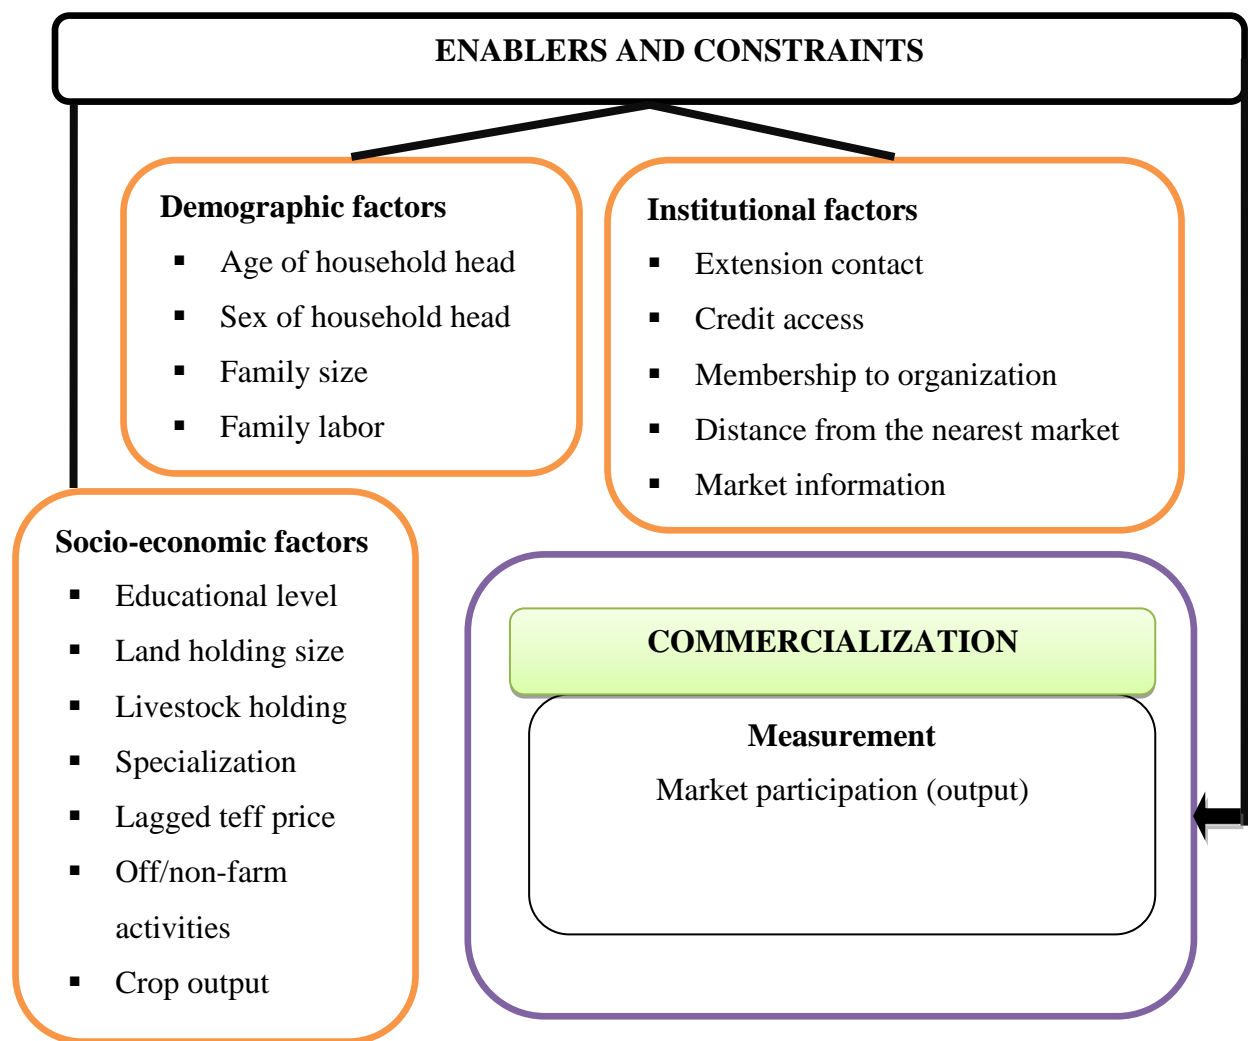 ENABLERS AND CONSTRAINTS
Demographic factors
▪ Age of household head
▪ Sex of household head
▪ Family size
▪ Family labor
Institutional factors
▪ Extension contact
▪ Credit access
▪ Membership to organization
▪ Distance from the nearest market
▪ Market information
Socio-economic factors
▪ Educational level
▪ Land holding size
▪ Livestock holding
▪ Specialization
▪ Lagged teff price
▪ Off/non-farm
activities
▪ Crop output
COMMERCIALIZATION
Measurement
Market participation (output)